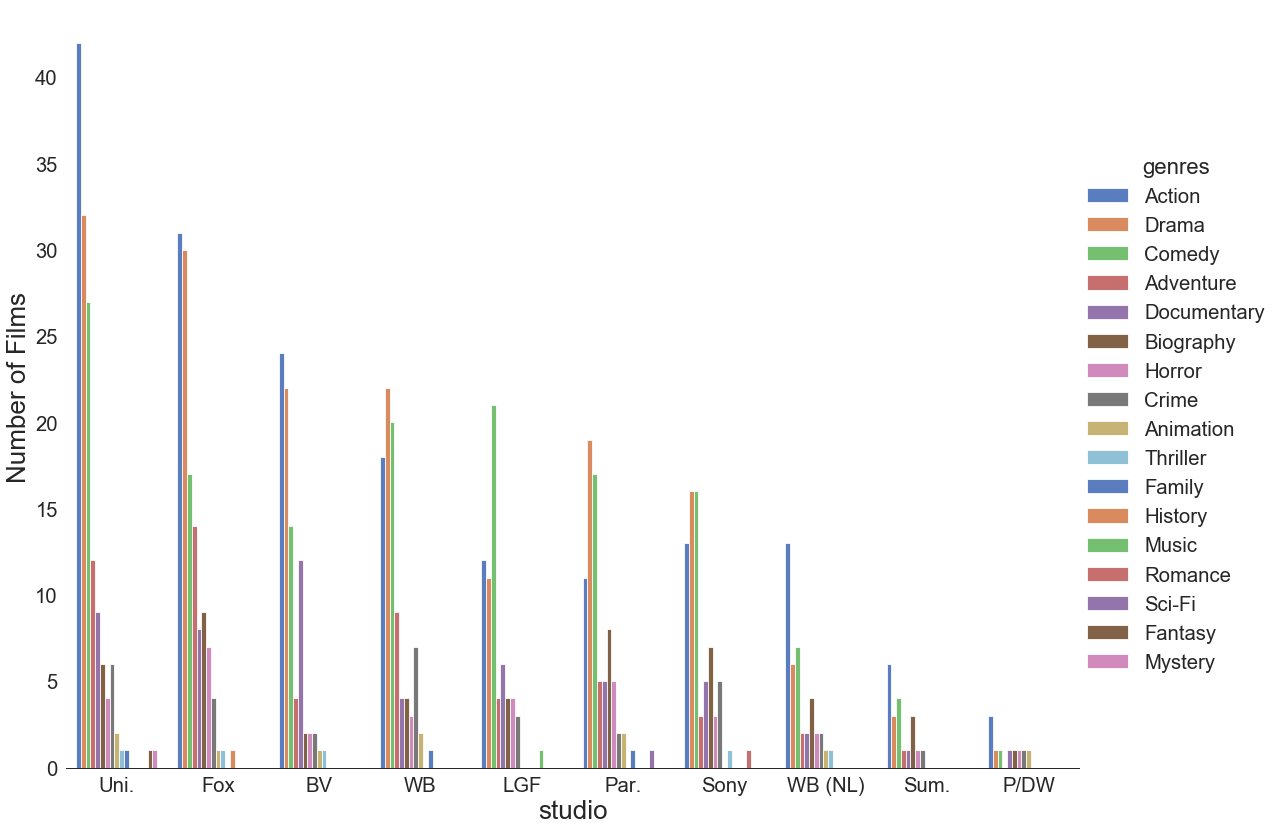 40
35
30
25
20
15
10
5
0
Number of Films
Uni. Fox BV WB LGF Par. Sony WB (NL) Sum. P/DW
studio
genres
Action
Drama
Comedy
Adventure
Documentary
Biography
Horror
Crime
Animation
Thriller
Family
History
Music
Romance
Sci-Fi
Fantasy
Mystery